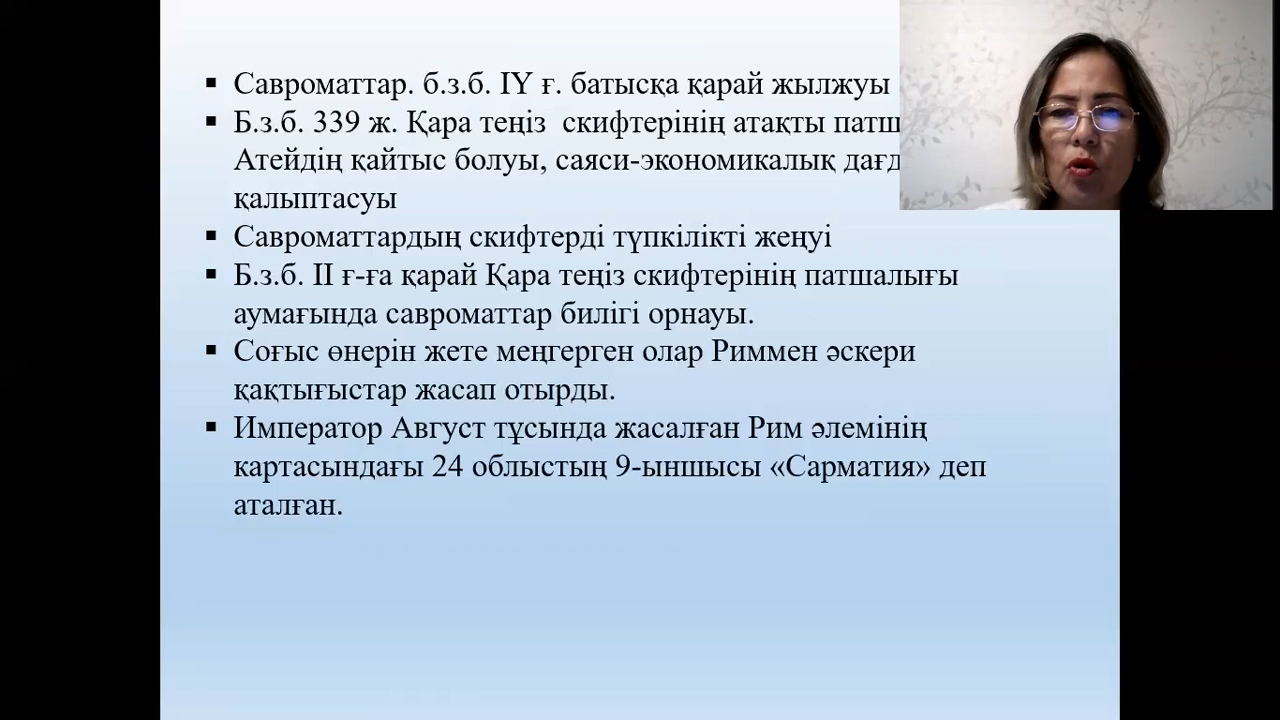 ▪ Савроматтар. б.з.б. IY ғ. батысқа қарай жылжуы
▪ Б.з.б. 339 ж. Қара теңіз скифтерінің атақты
Атейдің қайтыс болуы, саяси-экономикалық
қалыптасуы
▪ Савроматтардың скифтерді түпкілікті жеңуі
▪ Б.з.б. II ғ-ға қарай Қара теңіз скифтерінің патшалығы
аумағында савроматтар билігі орнауы.
▪ Соғыс өнерін жете меңгерген олар Риммен әскери
қақтығыстар жасап отырды.
▪ Император Август тұсында жасалған Рим әлемінің
картасындағы 24 облыстың 9-ыншысы «Сарматия» деп
аталған.